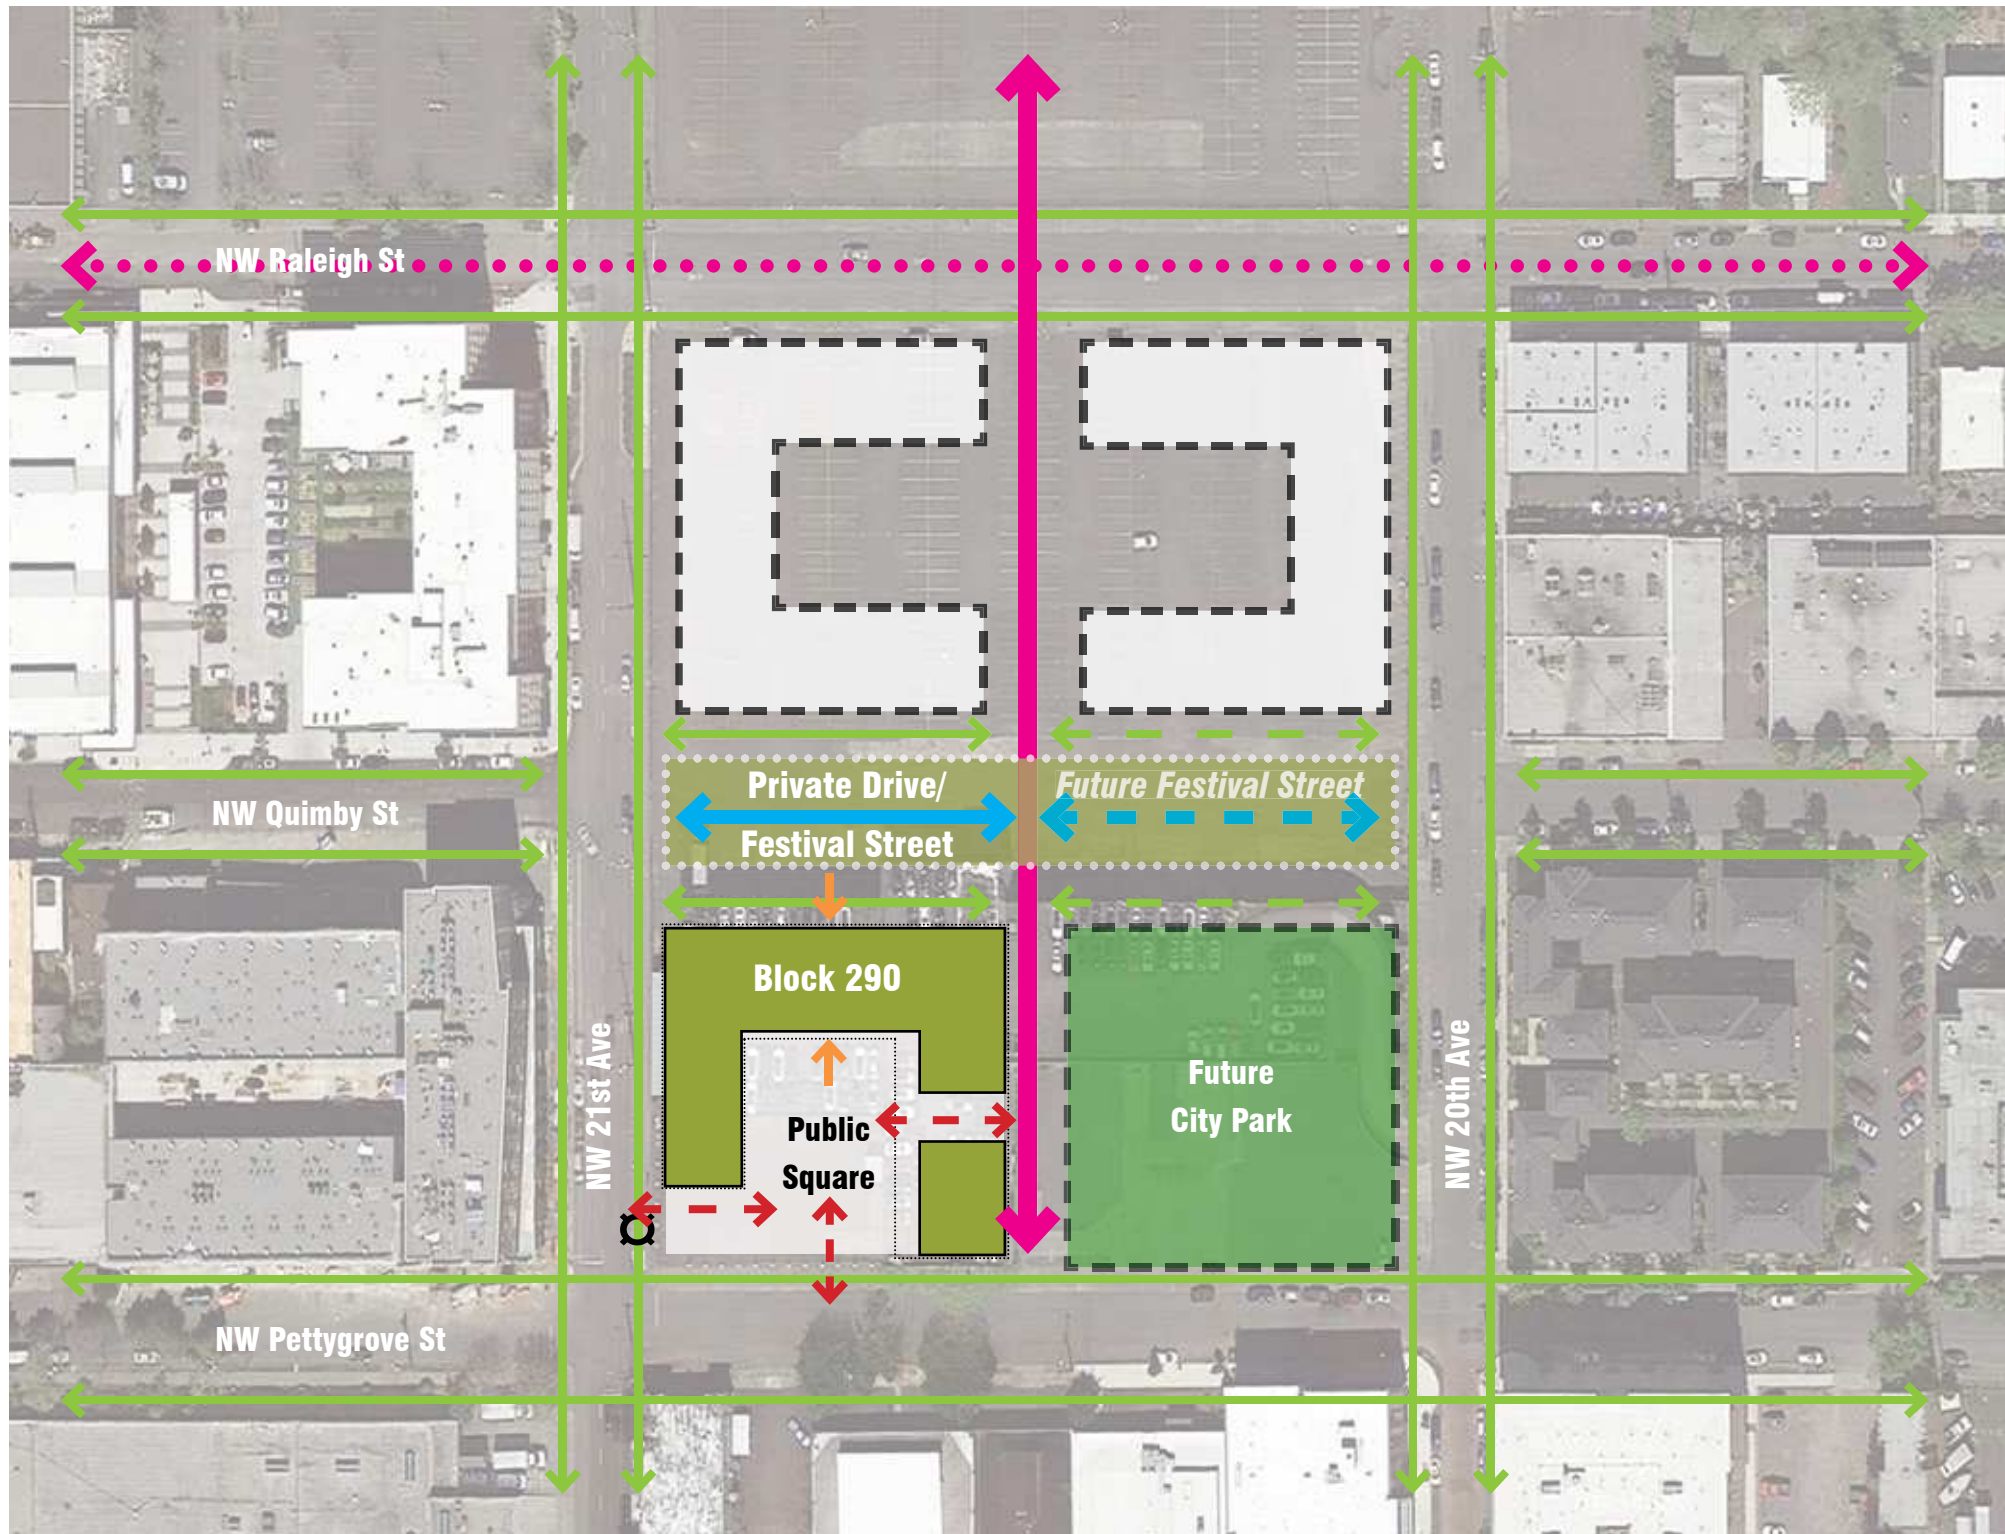 NW Raleigh St
Private Drive/
Festival Street
Future Festival Street
NW Quimby St
Block 290
Public
Square
Future
City Park
NW 21st Ave
NW 20th Ave
NW Pettygrove St